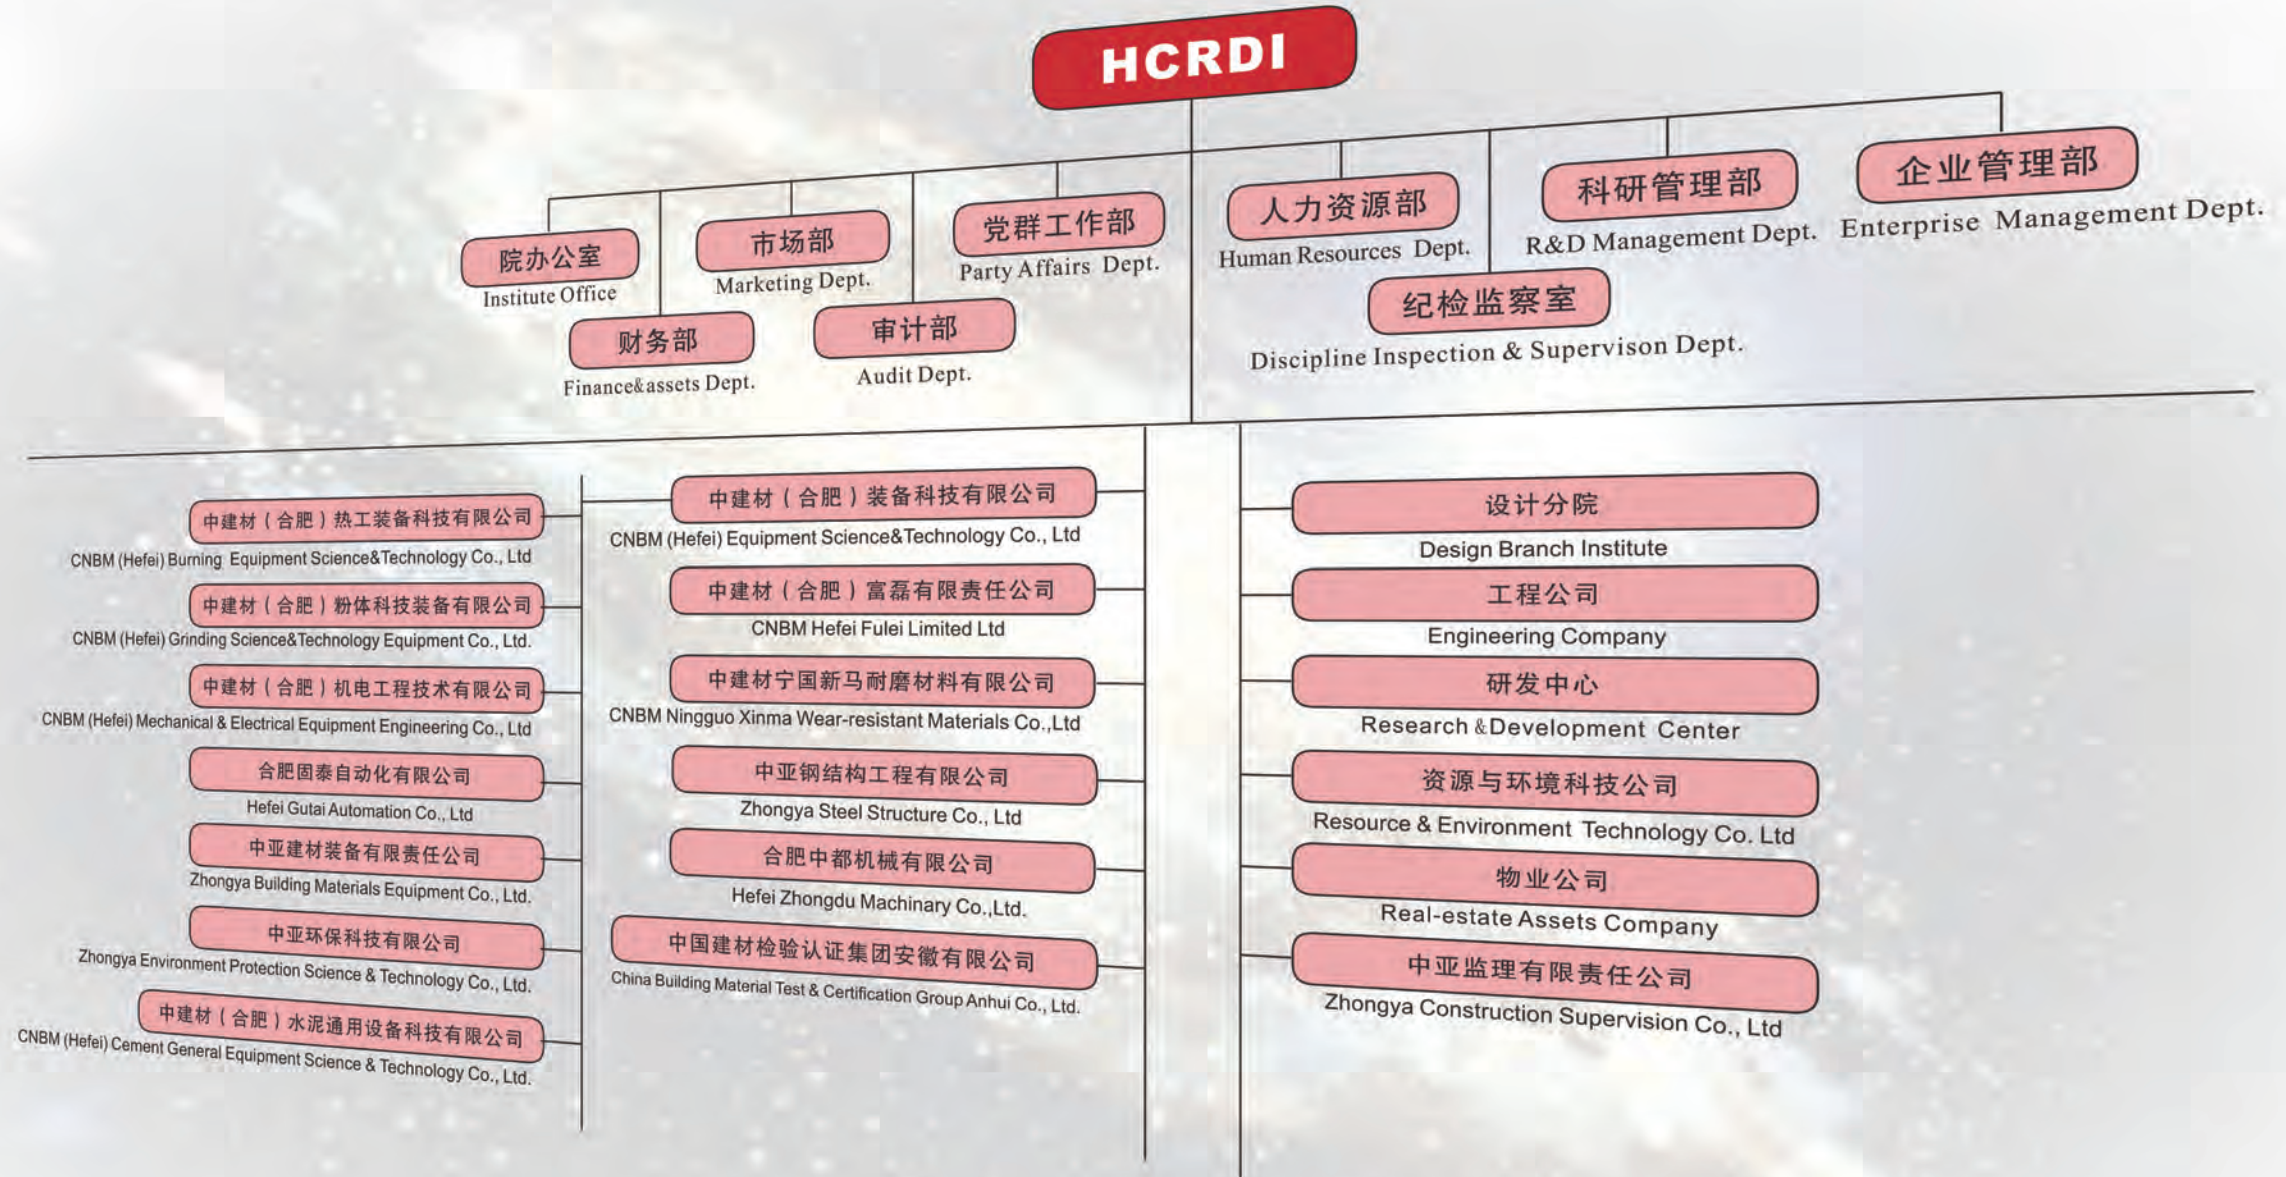 HCRDI
院办公室
Institute Office
财务部
Finance&assets Dept.
市场部
Marketing Dept.
审计部
Audit Dept.
党群工作部
Party Affairs Dept.
人力资源部
Human Resources Dept.
纪检监察室
Discipline Inspection & Supervison Dept.
科研管理部
R&D Management Dept.
企业管理部
Enterprise Management Dept.
中建材（合肥）热工装备科技有限公司
CNBM (Hefei) Burning Equipment Science&Technology Co., Ltd
中建材（合肥）粉体科技装备有限公司
CNBM (Hefei) Grinding Science&Technology Equipment Co., Ltd.
中建材（合肥）机电工程技术有限公司
CNBM (Hefei) Mechanical & Electrical Equipment Engineering Co., Ltd
合肥固泰自动化有限公司
Hefei Gutai Automation Co., Ltd
中亚建材装备有限责任公司
Zhongya Building Materials Equipment Co., Ltd.
中亚环保科技有限公司
Zhongya Environment Protection Science & Technology Co., Ltd.
中建材（合肥）水泥通用设备科技有限公司
CNBM (Hefei) Cement General Equipment Science & Technology Co., Ltd.
中建材（合肥）装备科技有限公司
CNBM (Hefei) Equipment Science&Technology Co., Ltd
中建材（合肥）富磊有限责任公司
CNBM Hefei Fulei Limited Ltd
中建材宁国新马耐磨材料有限公司
CNBM Ningguo Xinma Wear-resistant Materials Co.,Ltd
中亚钢结构工程有限公司
Zhongya Steel Structure Co., Ltd
合肥中都机械有限公司
Hefei Zhongdu Machinary Co.,Ltd.
中国建材检验认证集团安徽有限公司
China Building Material Test & Certification Group Anhui Co., Ltd.
设计分院
Design Branch Institute
工程公司
Engineering Company
研发中心
Research &Development Center
资源与环境科技公司
Resource & Environment Technology Co. Ltd
物业公司
Real-estate Assets Company
中亚监理有限责任公司
Zhongya Construction Supervision Co., Ltd